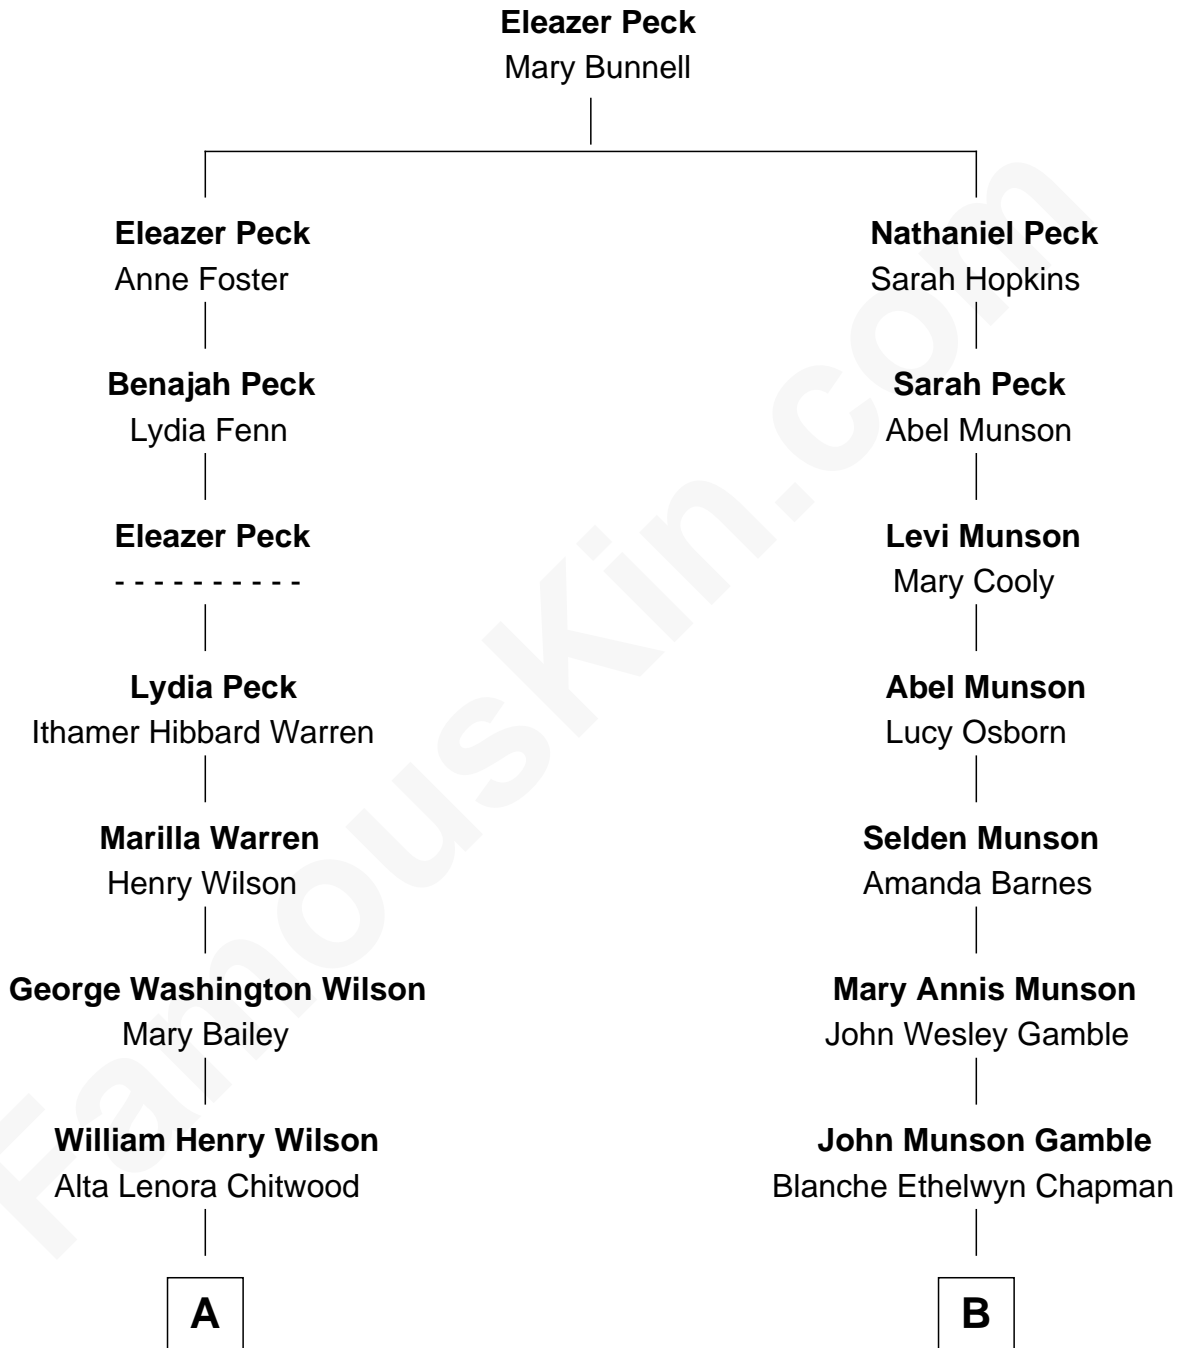 Eleazer Peck
Mary Bunnell
Eleazer Peck
Anne Foster
Nathaniel Peck
Sarah Hopkins
Benajah Peck
Lydia Fenn
Sarah Peck
Abel Munson
Eleazer Peck
- - - - - - - - - -
Levi Munson
Mary Cooly
Lydia Peck
Ithamer Hibbard Warren
Abel Munson
Lucy Osborn
Marilla Warren
Henry Wilson
Selden Munson
Amanda Barnes
George Washington Wilson
Mary Bailey
Mary Annis Munson
John Wesley Gamble
William Henry Wilson
Alta Lenora Chitwood
John Munson Gamble
Blanche Ethelwyn Chapman
A
B
FamousKin.com